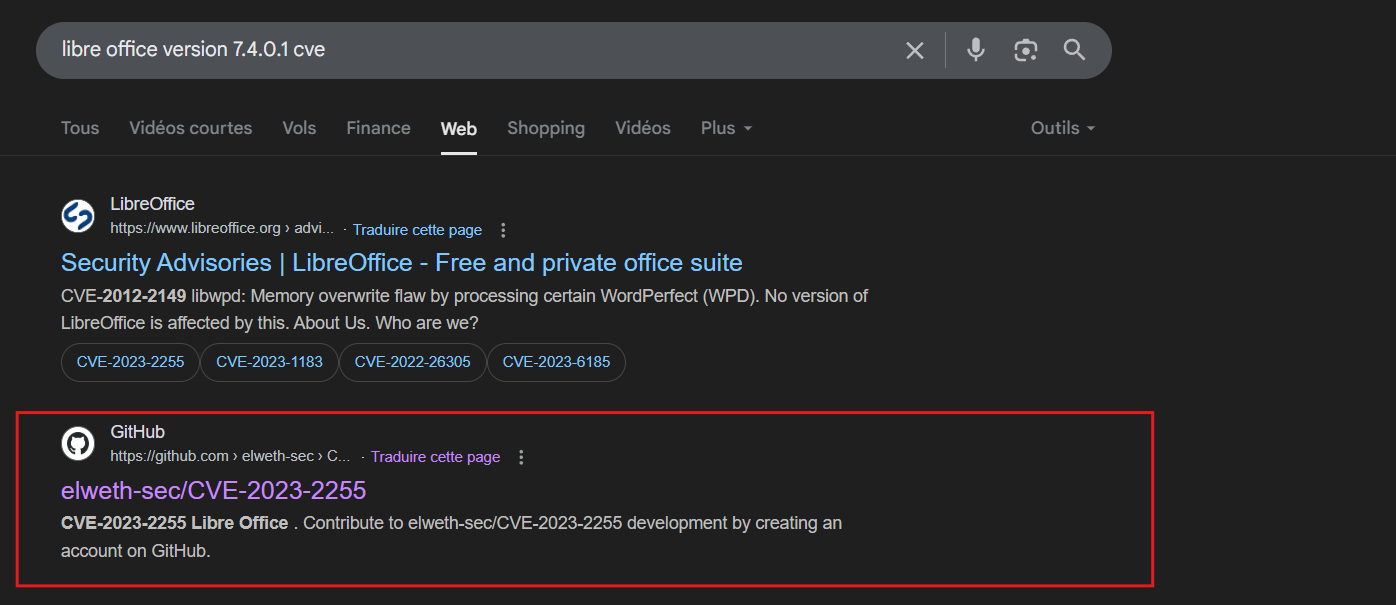 libre office version 7.4.0.1 cve
Tous Vidéos courtes Vols Finance Web Shopping Vidéos Plus Outils
LibreOffice
https://www.libreoffice.org › advi... · Traduire cette page
Security Advisories | LibreOffice - Free and private office suite
CVE-2012-2149 libwpd: Memory overwrite flaw by processing certain WordPerfect (WPD). No version of
LibreOffice is affected by this. About Us. Who are we?
CVE-2023-2255 CVE-2023-1183 CVE-2022-26305 CVE-2023-6185
GitHub
https://github.com › elweth-sec › C... · Traduire cette page
elweth-sec/CVE-2023-2255
CVE-2023-2255 Libre Office . Contribute to elweth-sec/CVE-2023-2255 development by creating an
account on GitHub.